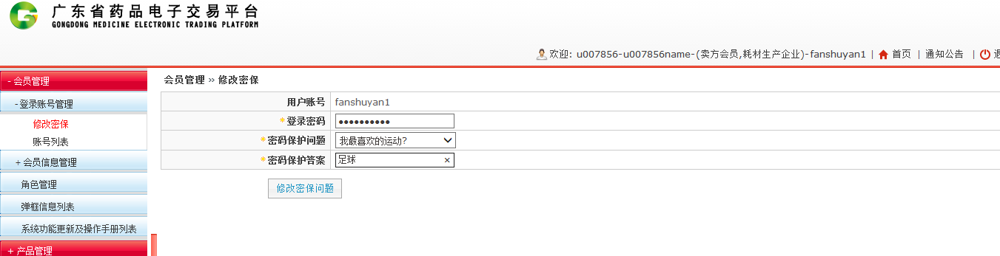 广东省药品电子交易平台
GONGDONG MEDICINE ELECTRONIC TRADING PLATFORM
欢迎: u007856-u007856name-(卖方会员,耗材生产企业)-fanshuyan1 | 首页 | 通知公告 |
- 会员管理
会员管理 » 修改密保
- 登录账号管理
修改密保
账号列表
+ 会员信息管理
角色管理
弹框信息列表
系统功能更新及操作手册列表
+ 产品管理
用户账号 fanshuyan1
*登录密码 ••••••••••
*密码保护问题 我最喜欢的运动?
*密码保护答案 足球 ×
修改密保问题